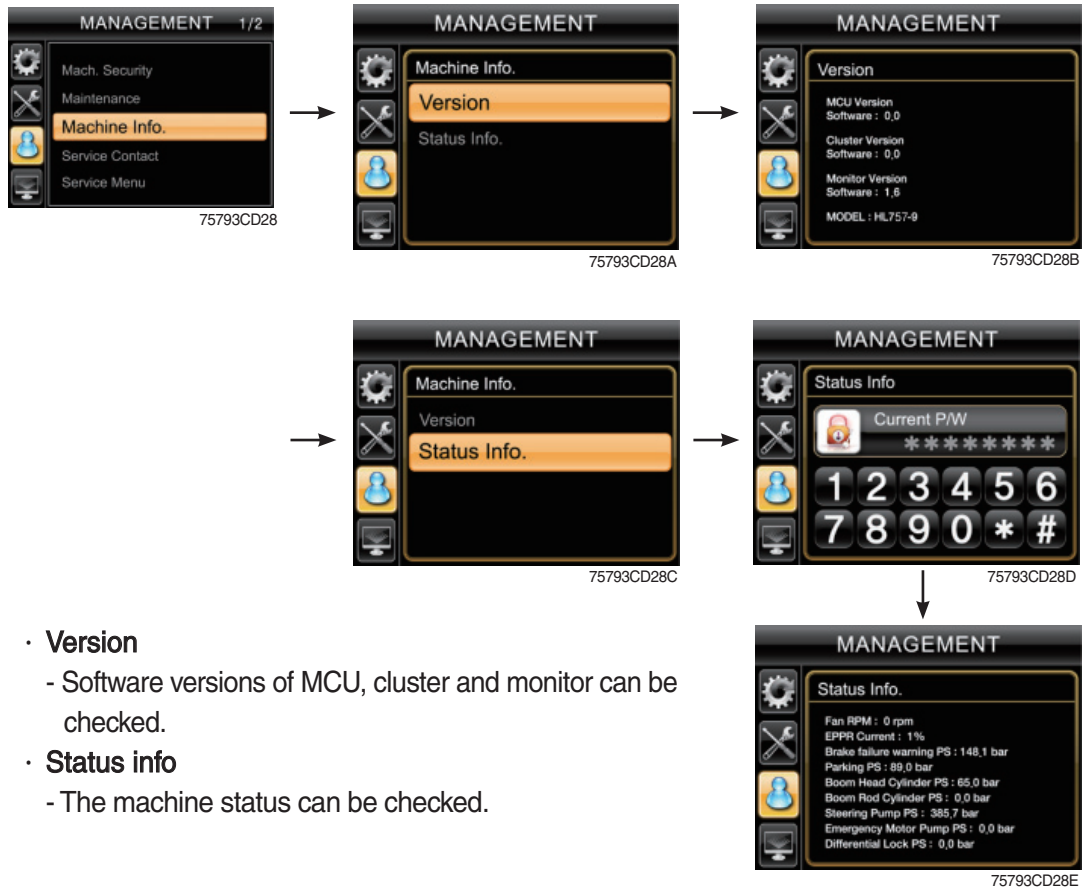 MANAGEMENT 1/2
Mach. Security
Maintenance
Machine Info.
Service Contact
Service Menu
75793CD28
MANAGEMENT
Machine Info.
Version
Status Info.
75793CD28A
MANAGEMENT
Version
MCU Version
Software : 0,0
Cluster Version
Software : 0,0
Monitor Version
Software : 1,6
MODEL : HL757-9
75793CD28B
MANAGEMENT
Machine Info.
Version
Status Info.
75793CD28C
MANAGEMENT
Status Info
Current P/W
********
1 2 3 4 5 6
7 8 9 0 * #
75793CD28D
· Version
- Software versions of MCU, cluster and monitor can be
checked.
· Status info
- The machine status can be checked.
MANAGEMENT
Status Info.
Fan RPM : 0 rpm
EPPR Current : 1%
Brake failure warning PS : 148,1 bar
Parking PS : 89,0 bar
Boom Head Cylinder PS : 65,0 bar
Boom Rod Cylinder PS : 0,0 bar
Steering Pump PS : 385,7 bar
Emergency Motor Pump PS : 0,0 bar
Differential Lock PS : 0,0 bar
75793CD28E